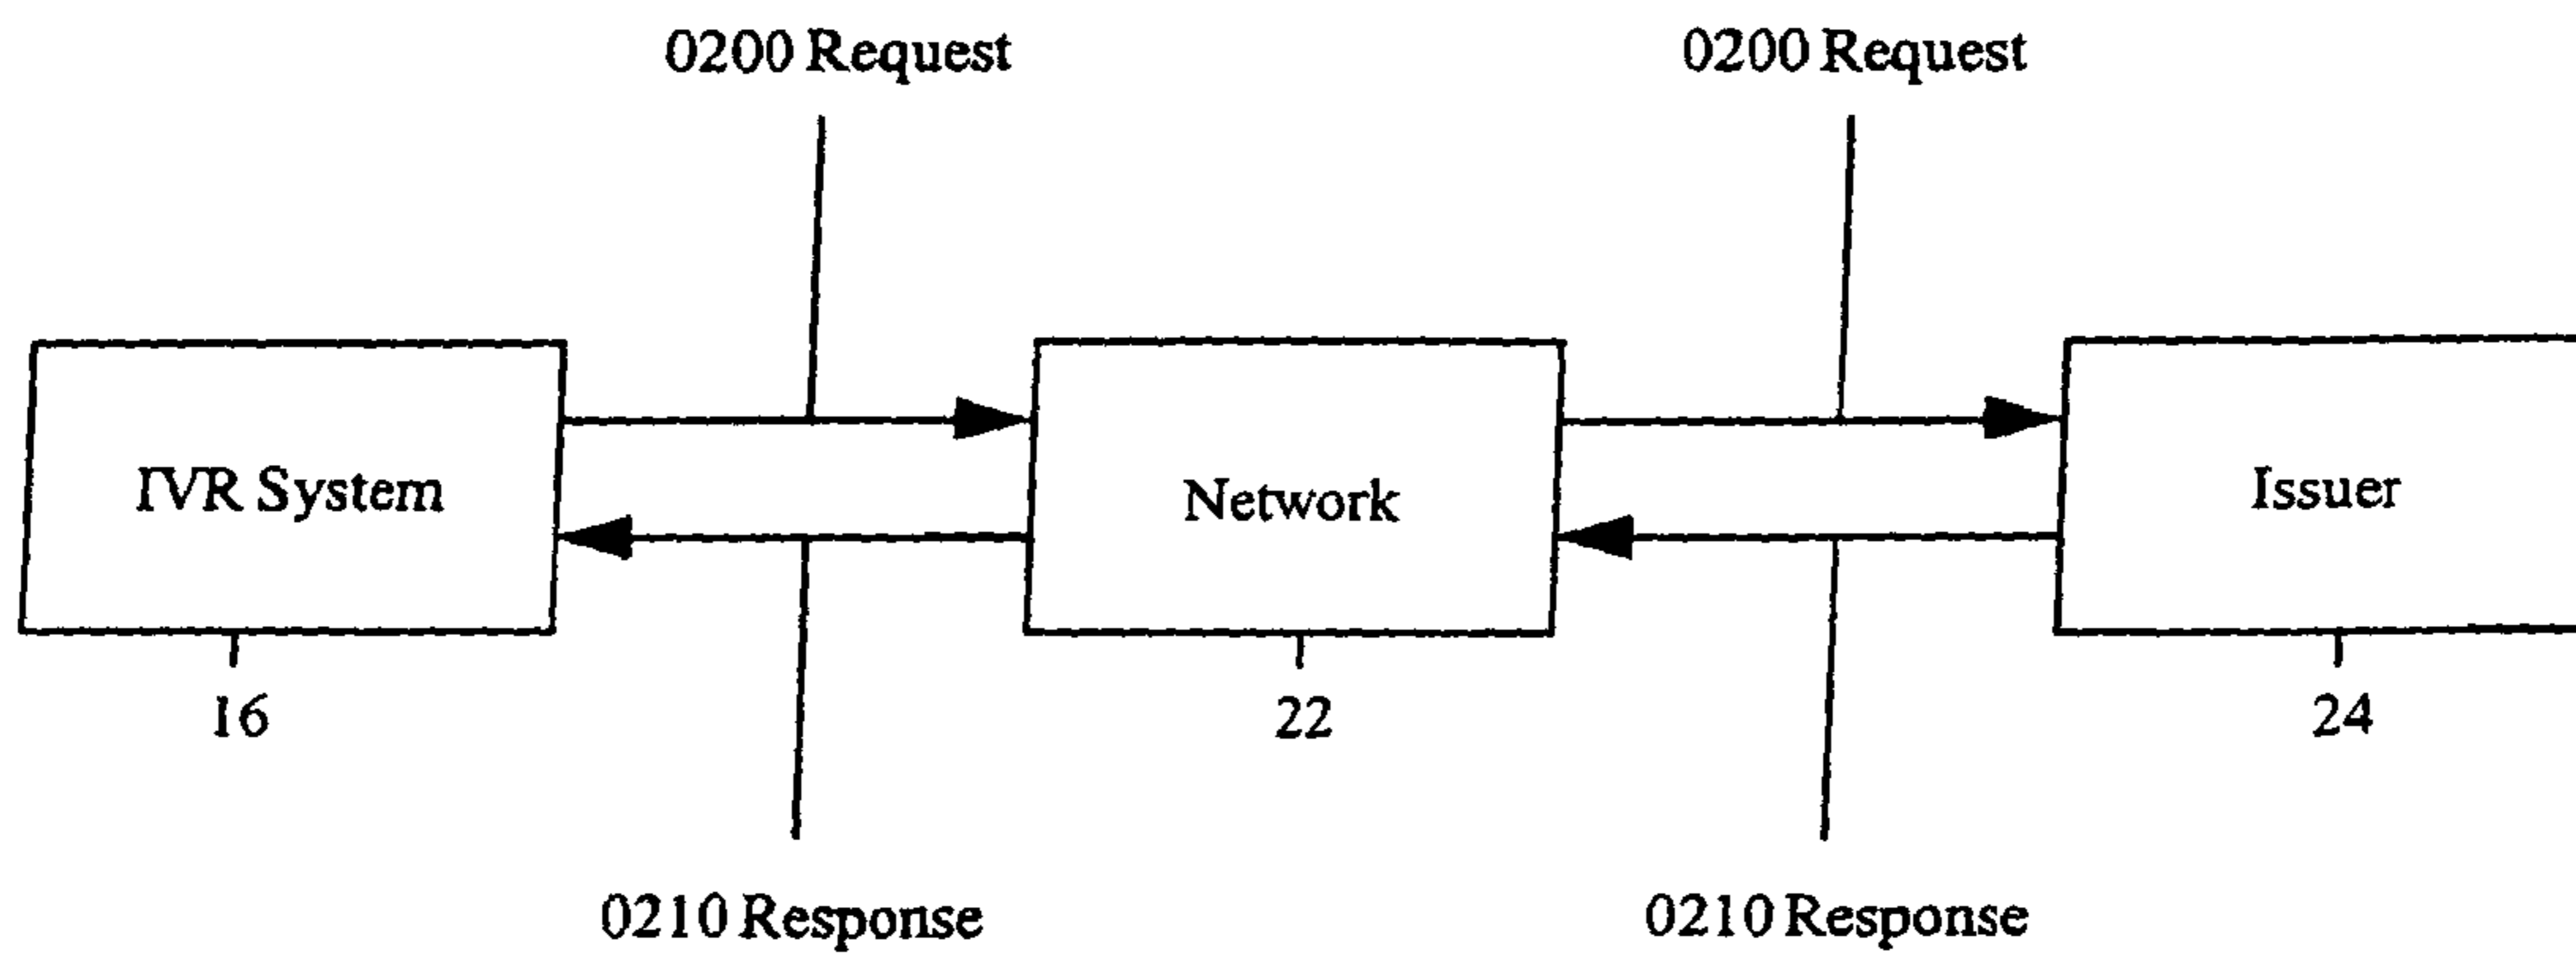 0200 Request
0200 Request
IVR System
Network
Issuer
16
22
24
0210 Response
0210 Response